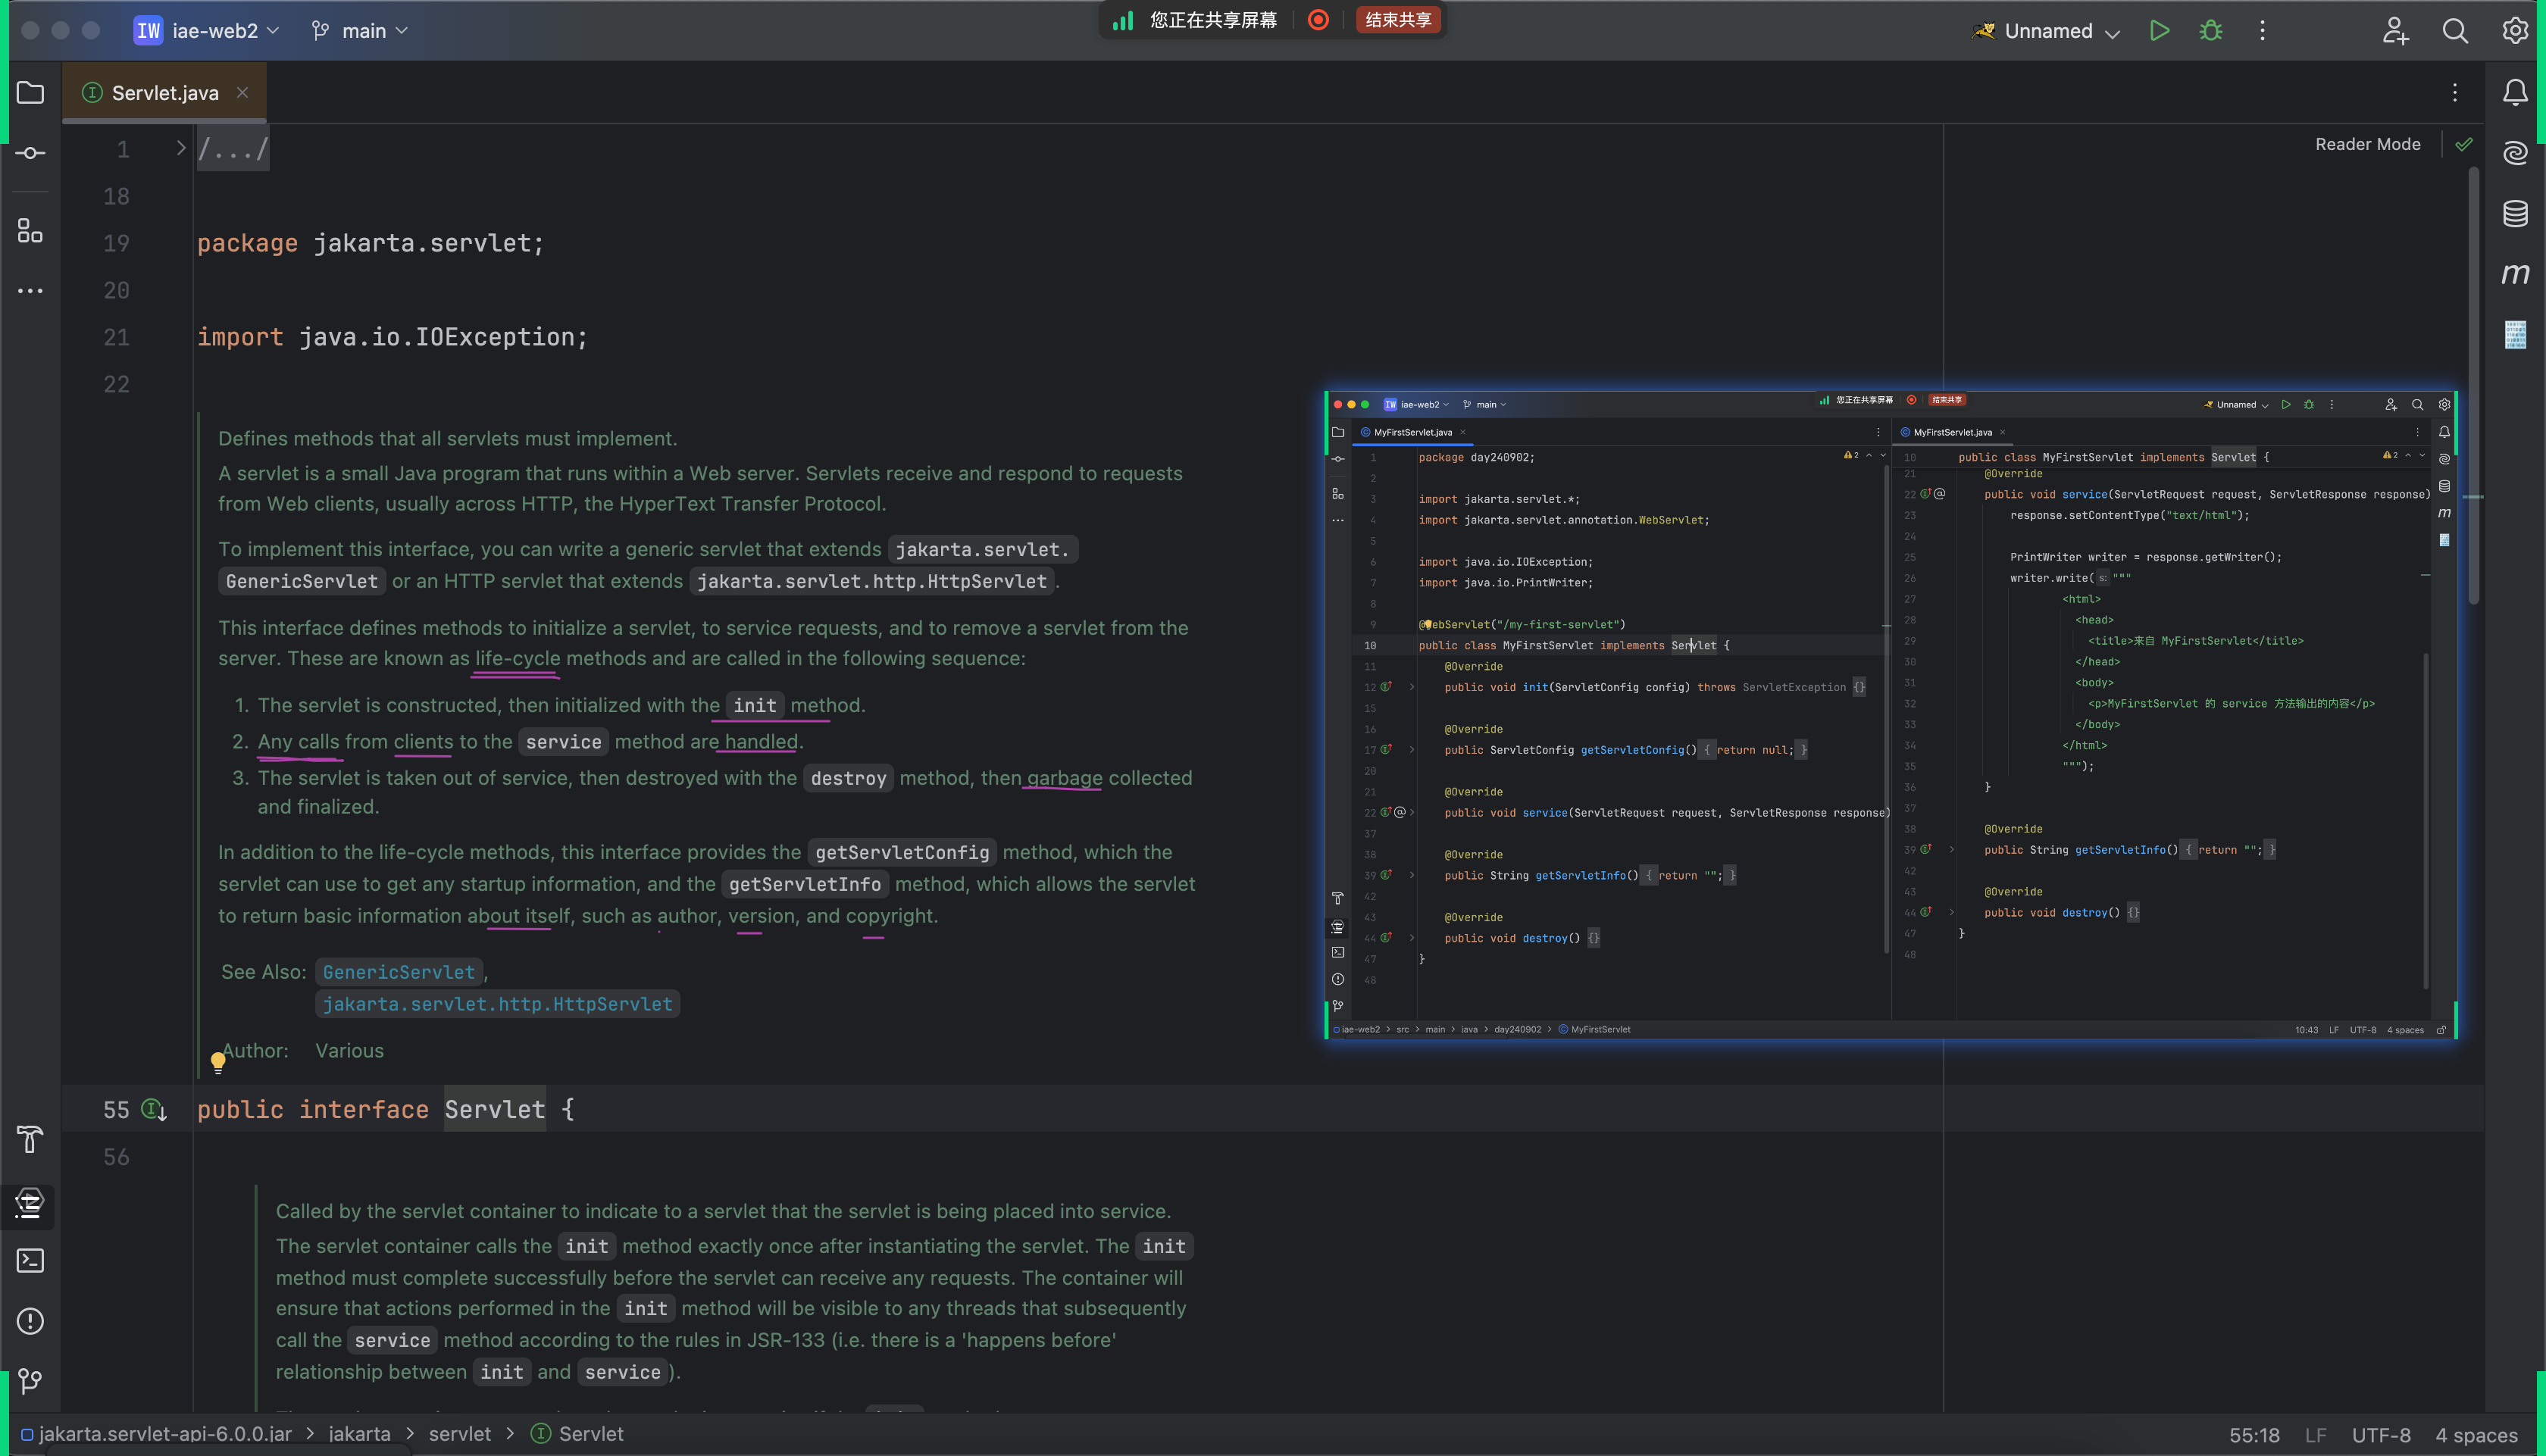 IW iae-web2 main
您正在共享屏幕 结束共享
Unnamed
Servlet.java
Reader Mode
1 /.../
18
19 package jakarta.servlet;
20
21 import java.io.IOException;
22
Defines methods that all servlets must implement.
A servlet is a small Java program that runs within a Web server. Servlets receive and respond to requests
from Web clients, usually across HTTP, the HyperText Transfer Protocol.
To implement this interface, you can write a generic servlet that extends jakarta.servlet.
GenericServlet or an HTTP servlet that extends jakarta.servlet.http.HttpServlet.
This interface defines methods to initialize a servlet, to service requests, and to remove a servlet from the
server. These are known as life-cycle methods and are called in the following sequence:
1. The servlet is constructed, then initialized with the init method.
2. Any calls from clients to the service method are handled.
3. The servlet is taken out of service, then destroyed with the destroy method, then garbage collected
and finalized.
In addition to the life-cycle methods, this interface provides the getServletConfig method, which the
servlet can use to get any startup information, and the getServletInfo method, which allows the servlet
to return basic information about itself, such as author, version, and copyright.
See Also: GenericServlet,
jakarta.servlet.http.HttpServlet
Author: Various
55 public interface Servlet {
56
Called by the servlet container to indicate to a servlet that the servlet is being placed into service.
The servlet container calls the init method exactly once after instantiating the servlet. The init
method must complete successfully before the servlet can receive any requests. The container will
ensure that actions performed in the init method will be visible to any threads that subsequently
call the service method according to the rules in JSR-133 (i.e. there is a 'happens before'
relationship between init and service).
jakarta.servlet-api-6.0.0.jar > jakarta > servlet > Servlet
55:18 LF UTF-8 4 spaces
IW iae-web2 main
您正在共享屏幕 结束共享
Unnamed
MyFirstServlet.java
1 package day240902;
2
3 import jakarta.servlet.*;
4 import jakarta.servlet.annotation.WebServlet;
5
6 import java.io.IOException;
7 import java.io.PrintWriter;
8
9 @WebServlet("/my-first-servlet")
10 public class MyFirstServlet implements Servlet {
11 @Override
12 public void init(ServletConfig config) throws ServletException {}
15
16 @Override
17 public ServletConfig getServletConfig() { return null; }
20
21 @Override
22 public void service(ServletRequest request, ServletResponse response)
37
38 @Override
39 public String getServletInfo() { return ""; }
42
43 @Override
44 public void destroy() {}
47 }
48
2
MyFirstServlet.java
10 public class MyFirstServlet implements Servlet {
21 @Override
22 public void service(ServletRequest request, ServletResponse response)
23 response.setContentType("text/html");
24
25 PrintWriter writer = response.getWriter();
26 writer.write( s: """
27 <html>
28 <head>
29 <title>来自 MyFirstServlet</title>
30 </head>
31 <body>
32 <p>MyFirstServlet 的 service 方法输出的内容</p>
33 </body>
34 </html>
35 """);
36 }
37
38 @Override
39 public String getServletInfo() { return ""; }
42
43 @Override
44 public void destroy() {}
47 }
48
2
iae-web2 > src > main > java > day240902 > MyFirstServlet
10:43 LF UTF-8 4 spaces